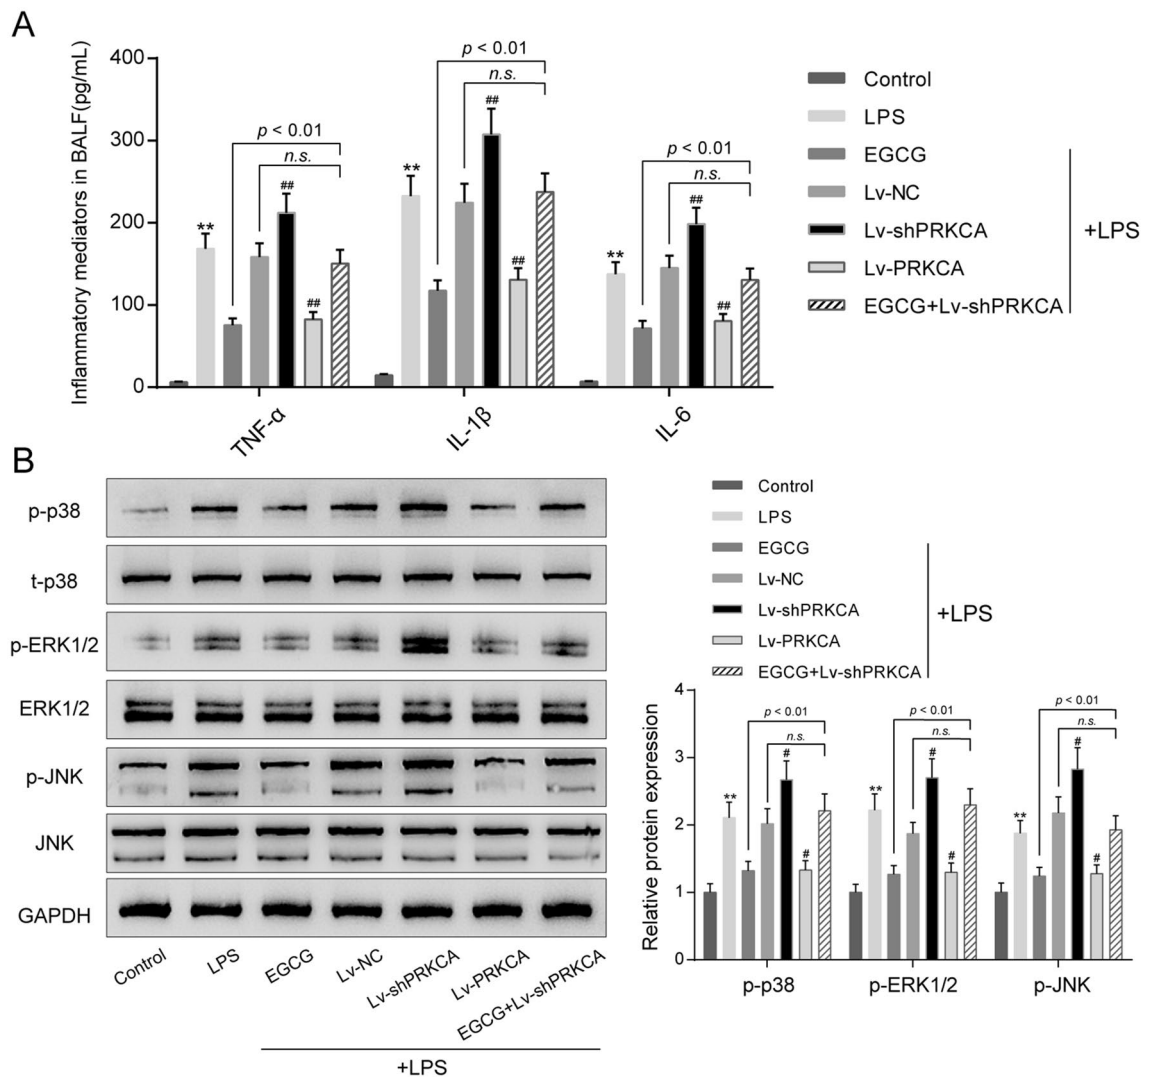 A
Inflammatory mediators in BALF(pg/mL)
400
300
200
100
0
**
p < 0.01
n.s.
##
##
**
p < 0.01
n.s.
##
##
**
p < 0.01
n.s.
##
##
TNF-α
IL-1β
IL-6
Control
LPS
EGCG
Lv-NC
Lv-shPRKCA
Lv-PRKCA
EGCG+Lv-shPRKCA
+LPS
B
p-p38
t-p38
p-ERK1/2
ERK1/2
p-JNK
JNK
GAPDH
Control
LPS
EGCG
Lv-NC
Lv-shPRKCA
Lv-PRKCA
EGCG+Lv-shPRKCA
+LPS
Control
LPS
EGCG
Lv-NC
Lv-shPRKCA
Lv-PRKCA
EGCG+Lv-shPRKCA
+LPS
Relative protein expression
4
3
2
1
0
**
p < 0.01
n.s.
#
#
**
p < 0.01
n.s.
#
#
**
p < 0.01
n.s.
#
#
p-p38
p-ERK1/2
p-JNK